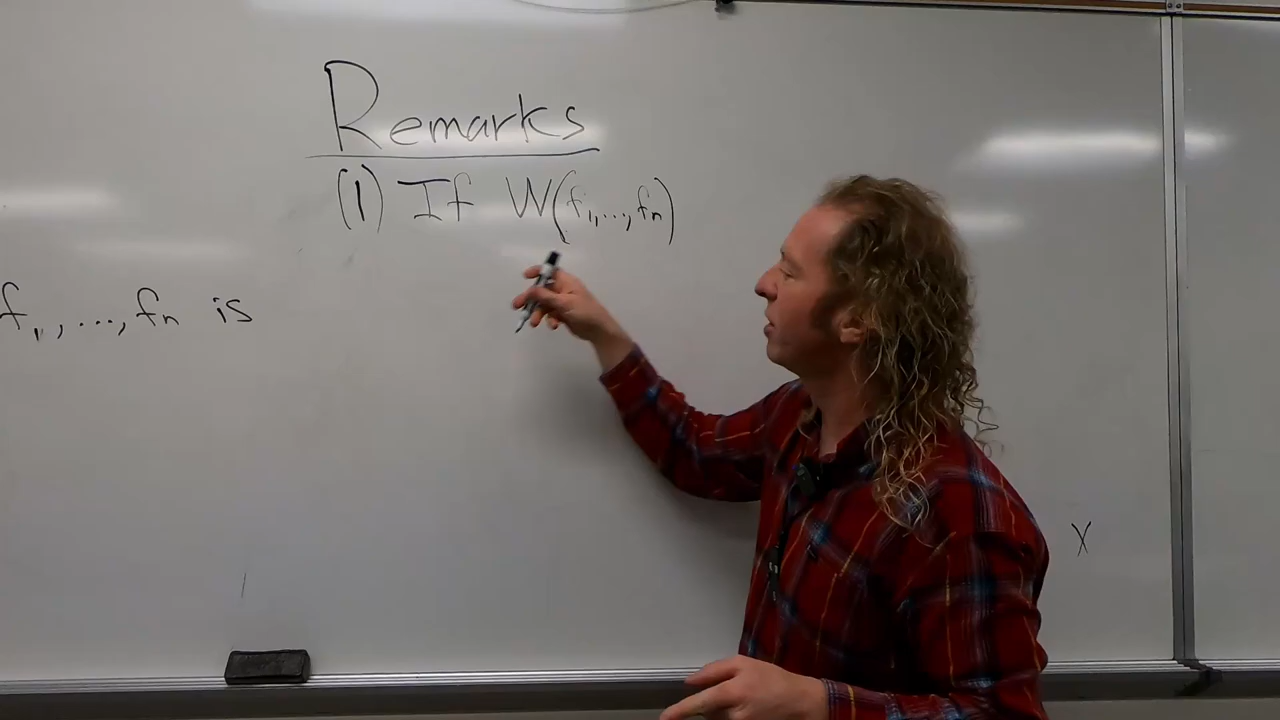 Remarks
(1) If W(f₁,...,fₙ)
f₁,...,fₙ is
X